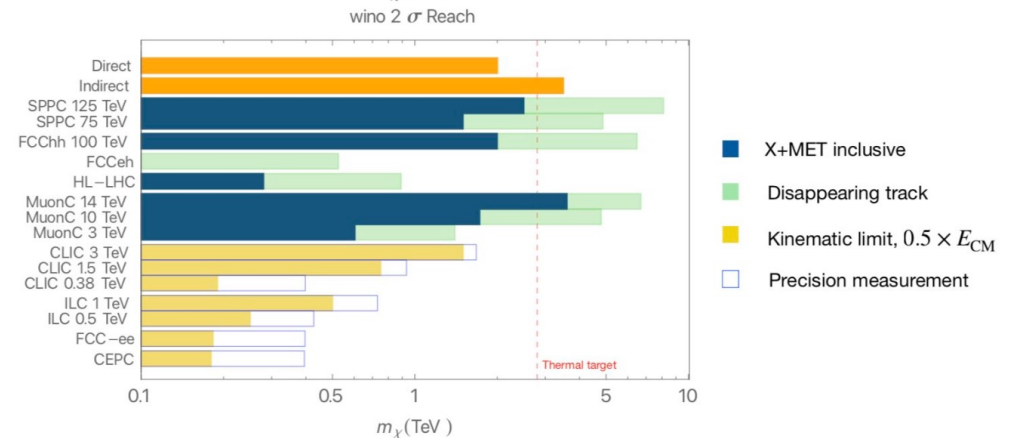 wino 2 σ Reach
Direct
Indirect
SPPC 125 TeV
SPPC 75 TeV
FCChh 100 TeV
FCCeh
HL−LHC
MuonC 14 TeV
MuonC 10 TeV
MuonC 3 TeV
CLIC 3 TeV
CLIC 1.5 TeV
CLIC 0.38 TeV
ILC 1 TeV
ILC 0.5 TeV
FCC−ee
CEPC
Thermal target
0.1 0.5 1 5 10
mχ(TeV )
X+MET inclusive
Disappearing track
Kinematic limit, 0.5 × ECM
Precision measurement